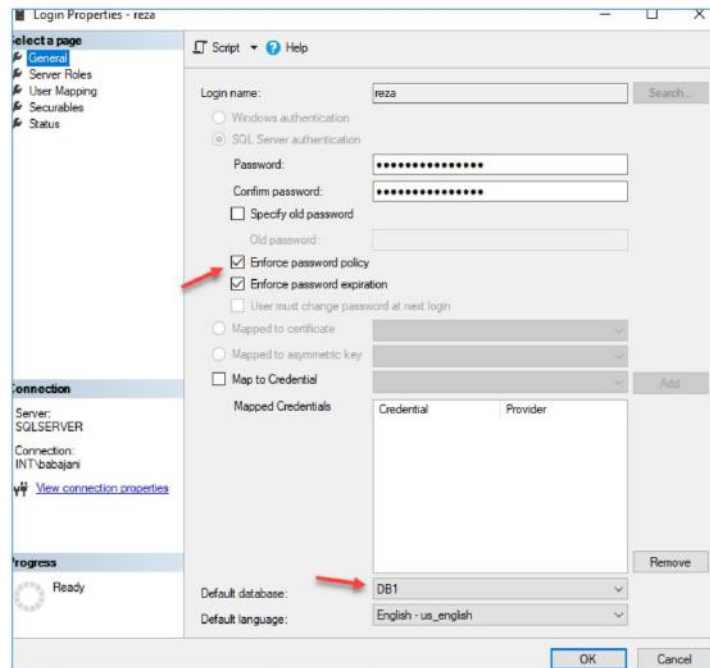 Login Properties - reza
Select a page
General
Server Roles
User Mapping
Securables
Status
Script
Help
Login name:
reza
Search...
Windows authentication
SQL Server authentication
Password:
●●●●●●●●●●●●●●●
Confirm password:
●●●●●●●●●●●●●●●
Specify old password
Old password:
Enforce password policy
Enforce password expiration
User must change password at next login
Mapped to certificate
Mapped to asymmetric key
Map to Credential
Add
Mapped Credentials
Credential
Provider
Connection
Server:
SQLSERVER
Connection:
INT\babajani
View connection properties
Progress
Ready
Remove
Default database:
DB1
Default language:
English - us_english
OK
Cancel